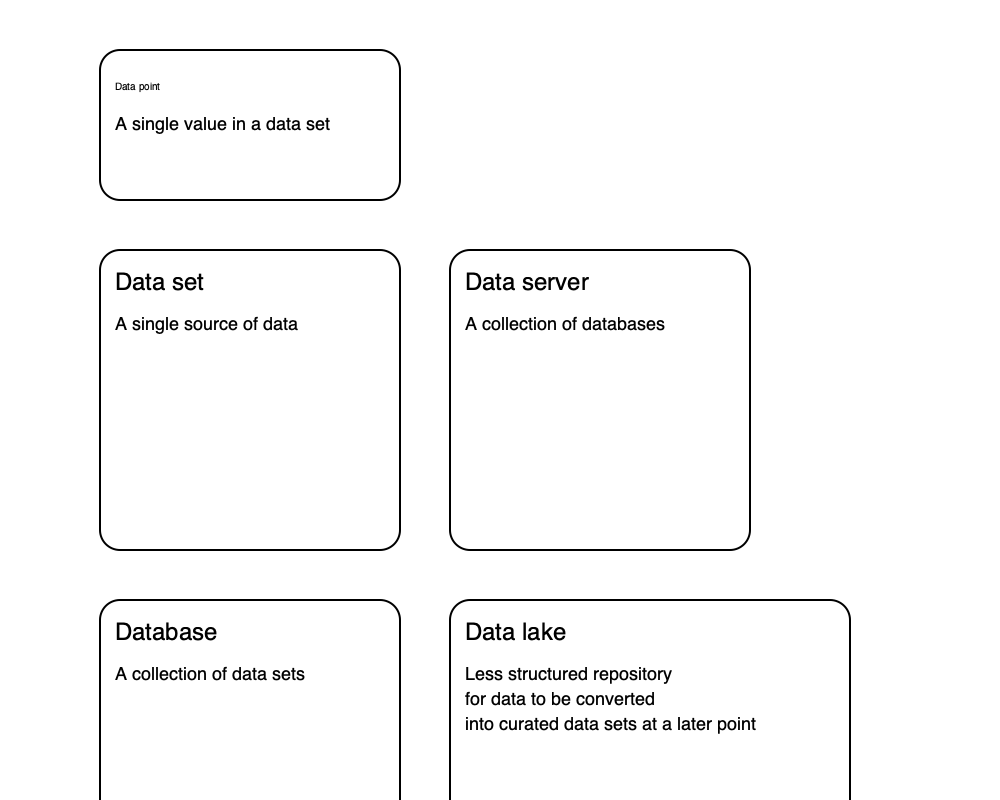 Data point
A single value in a data set
Data set
A single source of data
Data server
A collection of databases
Database
A collection of data sets
Data lake
Less structured repository
for data to be converted
into curated data sets at a later point